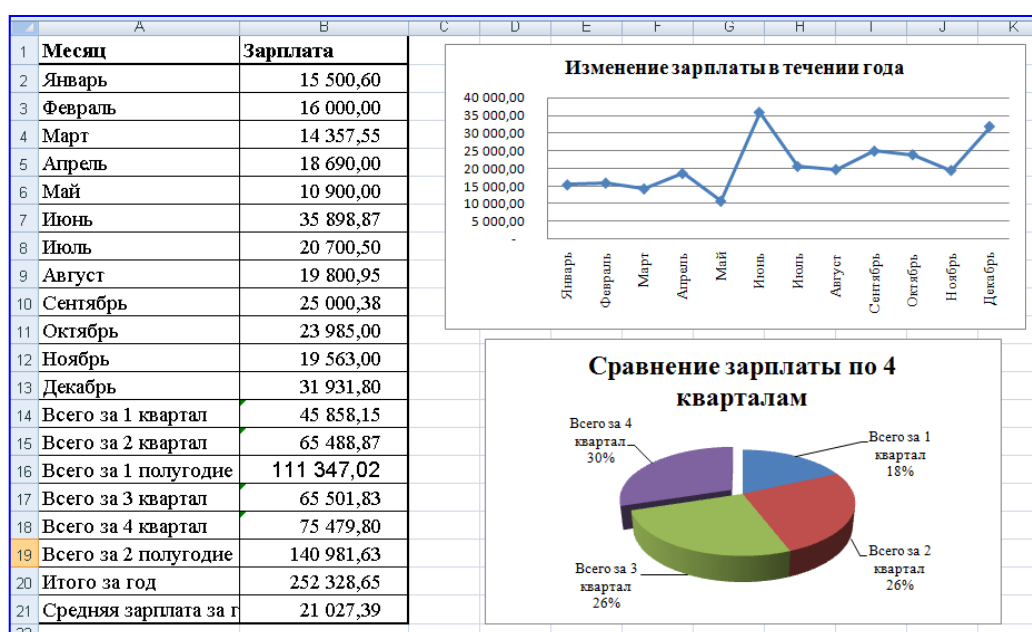 A B C D E F G H I J K
1 Месяц Зарплата
2 Январь 15 500,60
3 Февраль 16 000,00
4 Март 14 357,55
5 Апрель 18 690,00
6 Май 10 900,00
7 Июнь 35 898,87
8 Июль 20 700,50
9 Август 19 800,95
10 Сентябрь 25 000,38
11 Октябрь 23 985,00
12 Ноябрь 19 563,00
13 Декабрь 31 931,80
14 Всего за 1 квартал 45 858,15
15 Всего за 2 квартал 65 488,87
16 Всего за 1 полугодие 111 347,02
17 Всего за 3 квартал 65 501,83
18 Всего за 4 квартал 75 479,80
19 Всего за 2 полугодие 140 981,63
20 Итого за год 252 328,65
21 Средняя зарплата за г 21 027,39
Изменение зарплаты в течении года
40 000,00
35 000,00
30 000,00
25 000,00
20 000,00
15 000,00
10 000,00
5 000,00
-
Январь
Февраль
Март
Апрель
Май
Июнь
Июль
Август
Сентябрь
Октябрь
Ноябрь
Декабрь
Сравнение зарплаты по 4
кварталам
Всего за 4
квартал
30%
Всего за 1
квартал
18%
Всего за 3
квартал
26%
Всего за 2
квартал
26%